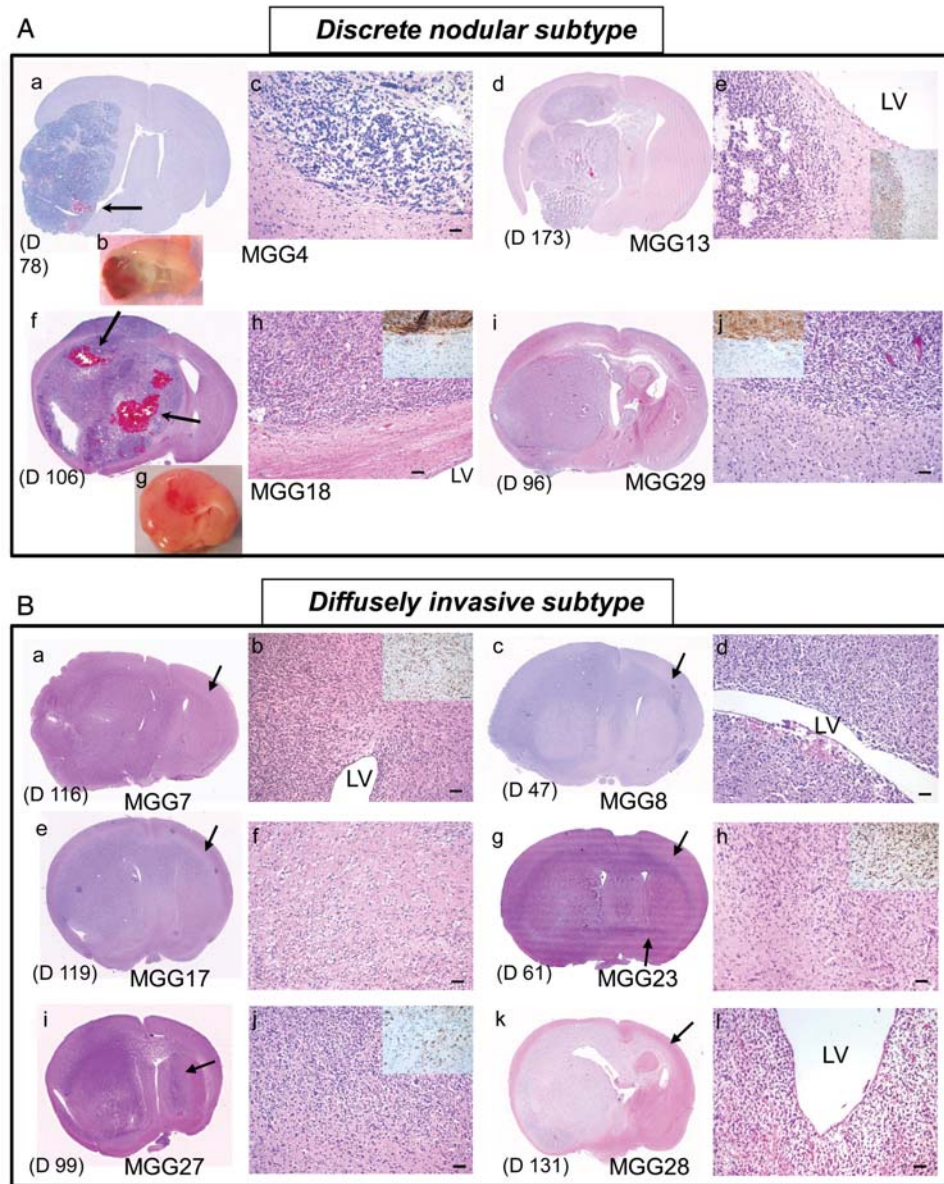 A
Discrete nodular subtype
a
c
d
e
LV
(D
78)
b
MGG4
(D 173)
MGG13
f
h
i
j
(D 106)
g
MGG18
LV
(D 96)
MGG29
B
Diffusely invasive subtype
a
b
c
d
LV
LV
(D 116)
MGG7
(D 47)
MGG8
e
f
g
h
(D 119)
MGG17
(D 61)
MGG23
i
j
k
l
LV
(D 99)
MGG27
(D 131)
MGG28